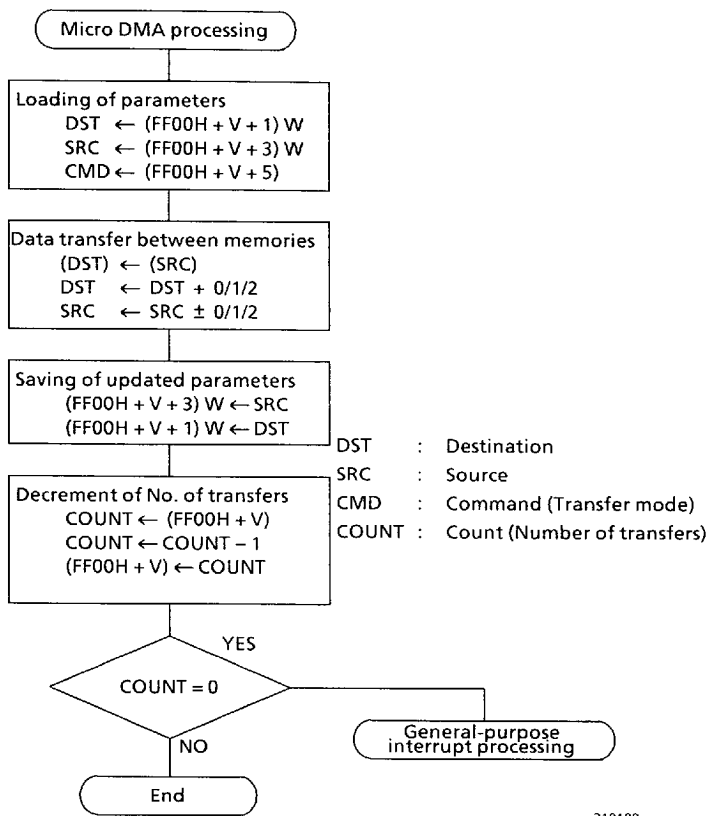 Micro DMA processing
Loading of parameters
DST ← (FF00H + V + 1) W
SRC ← (FF00H + V + 3) W
CMD ← (FF00H + V + 5)
Data transfer between memories
(DST) ← (SRC)
DST ← DST + 0/1/2
SRC ← SRC ± 0/1/2
Saving of updated parameters
(FF00H + V + 3) W ← SRC
(FF00H + V + 1) W ← DST
DST : Destination
SRC : Source
CMD : Command (Transfer mode)
COUNT : Count (Number of transfers)
Decrement of No. of transfers
COUNT ← (FF00H + V)
COUNT ← COUNT – 1
(FF00H + V) ← COUNT
YES
COUNT = 0
NO
General-purpose
interrupt processing
End